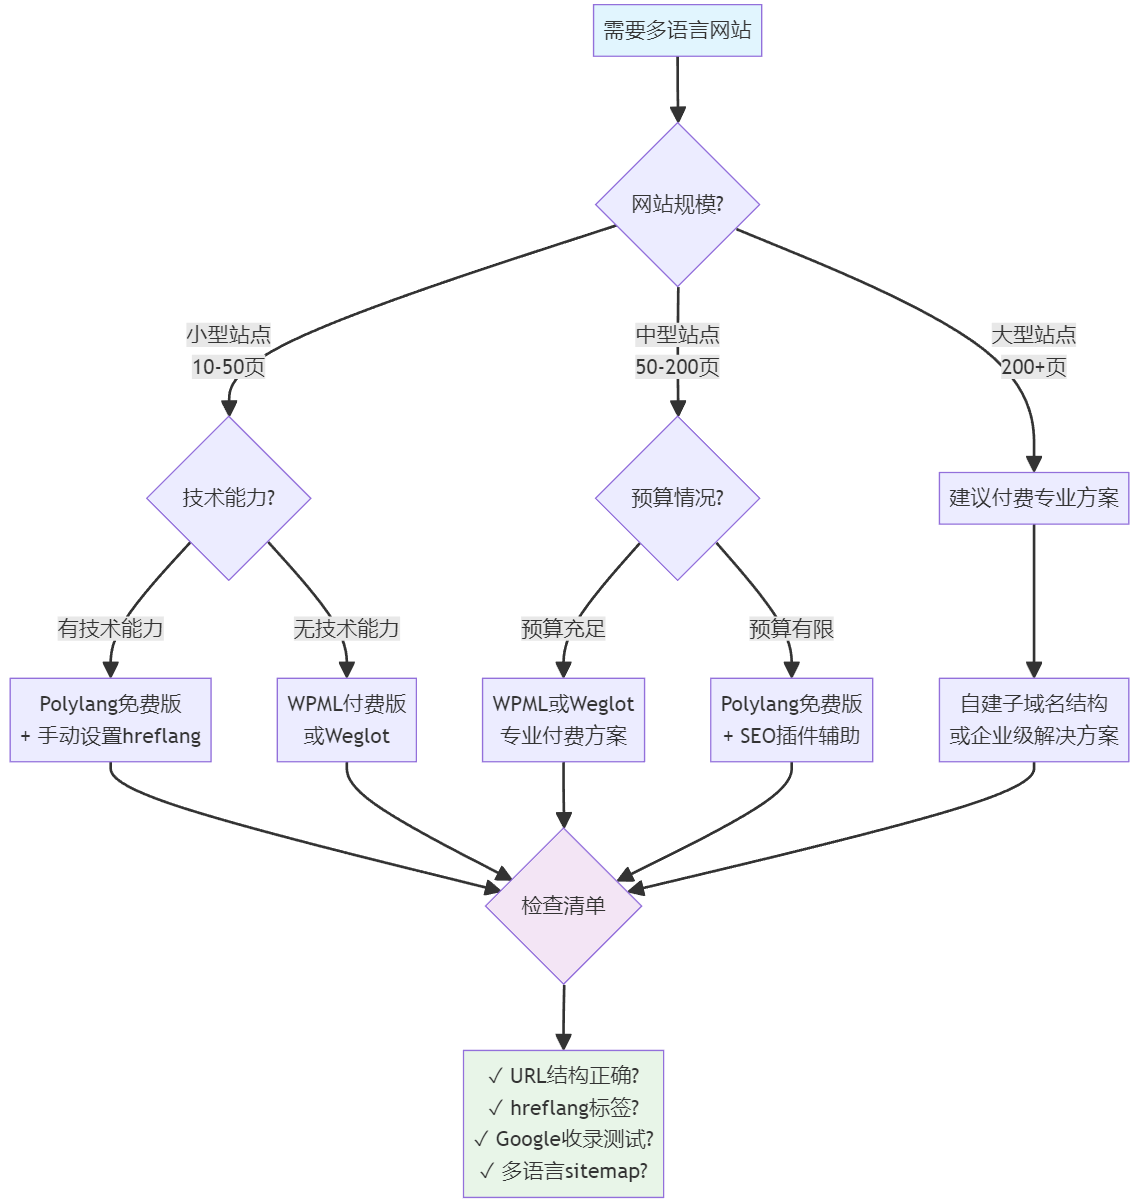 需要多语言网站
网站规模?
小型站点
10-50页
中型站点
50-200页
大型站点
200+页
技术能力?
预算情况?
建议付费专业方案
有技术能力
无技术能力
预算充足
预算有限
Polylang免费版
+ 手动设置hreflang
WPML付费版
或Weglot
WPML或Weglot
专业付费方案
Polylang免费版
+ SEO插件辅助
自建子域名结构
或企业级解决方案
检查清单
✓ URL结构正确?
✓ hreflang标签?
✓ Google收录测试?
✓ 多语言sitemap?